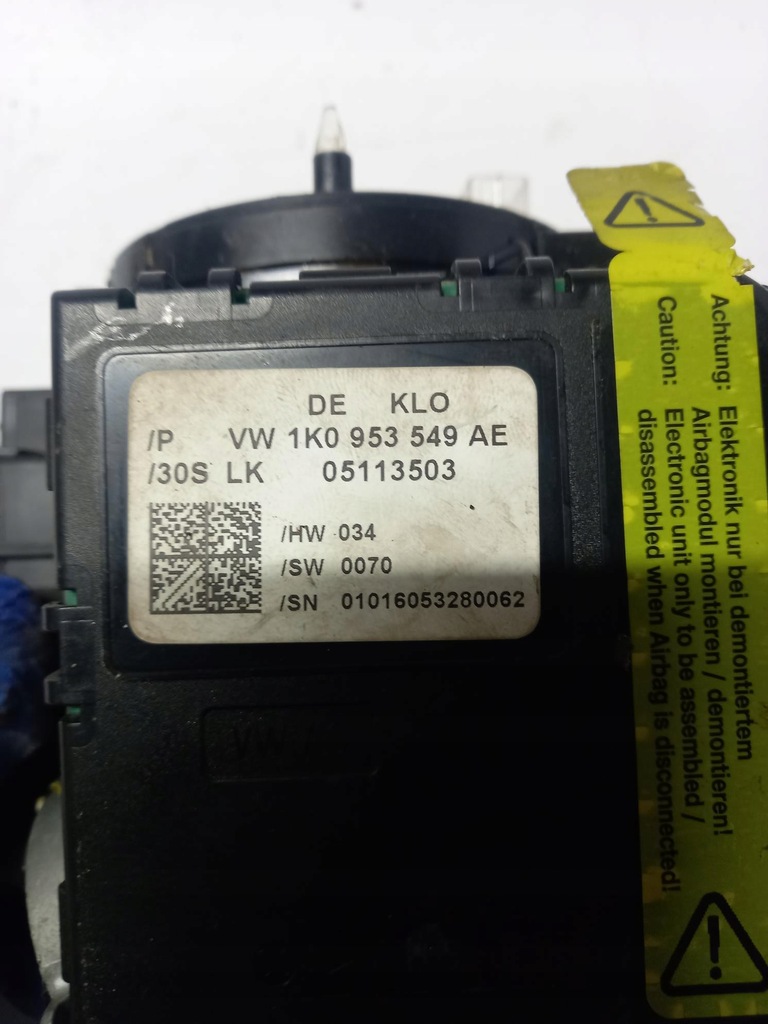 DE KLO
/P VW 1K0 953 549 AE
/30S LK 05113503
/HW 034
/SW 0070
/SN 01016053280062
VW
Achtung: Elektronik nur bei demontiertem
Airbagmodul montieren / demontieren!
Caution: Electronic unit only to be assembled /
disassembled when Airbag is disconnected!